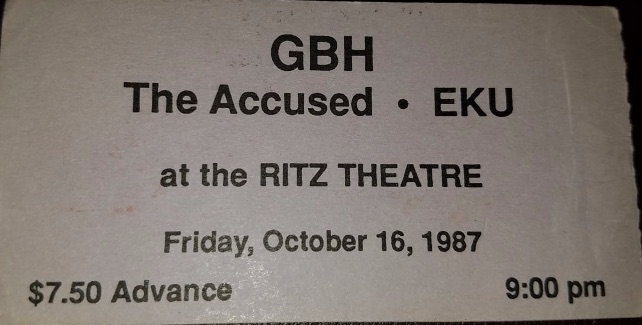 GBH
The Accused • EKU
at the RITZ THEATRE
Friday, October 16, 1987
$7.50 Advance 9:00 pm